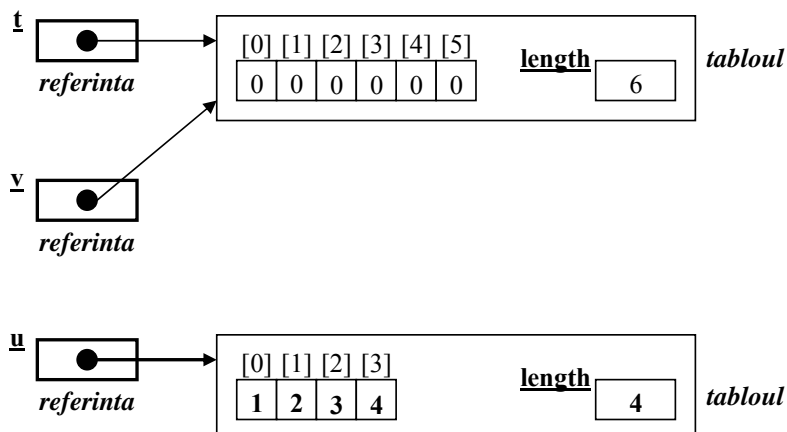 t
[0] [1] [2] [3] [4] [5]
length
tabloul
0 0 0 0 0 0
6
referinta
v
referinta
u
[0] [1] [2] [3]
length
tabloul
1 2 3 4
4
referinta